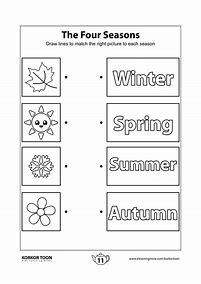 The Four Seasons
Draw lines to match the right picture to each season
Winter
Spring
Summer
Autumn
KORKOR TOON
11